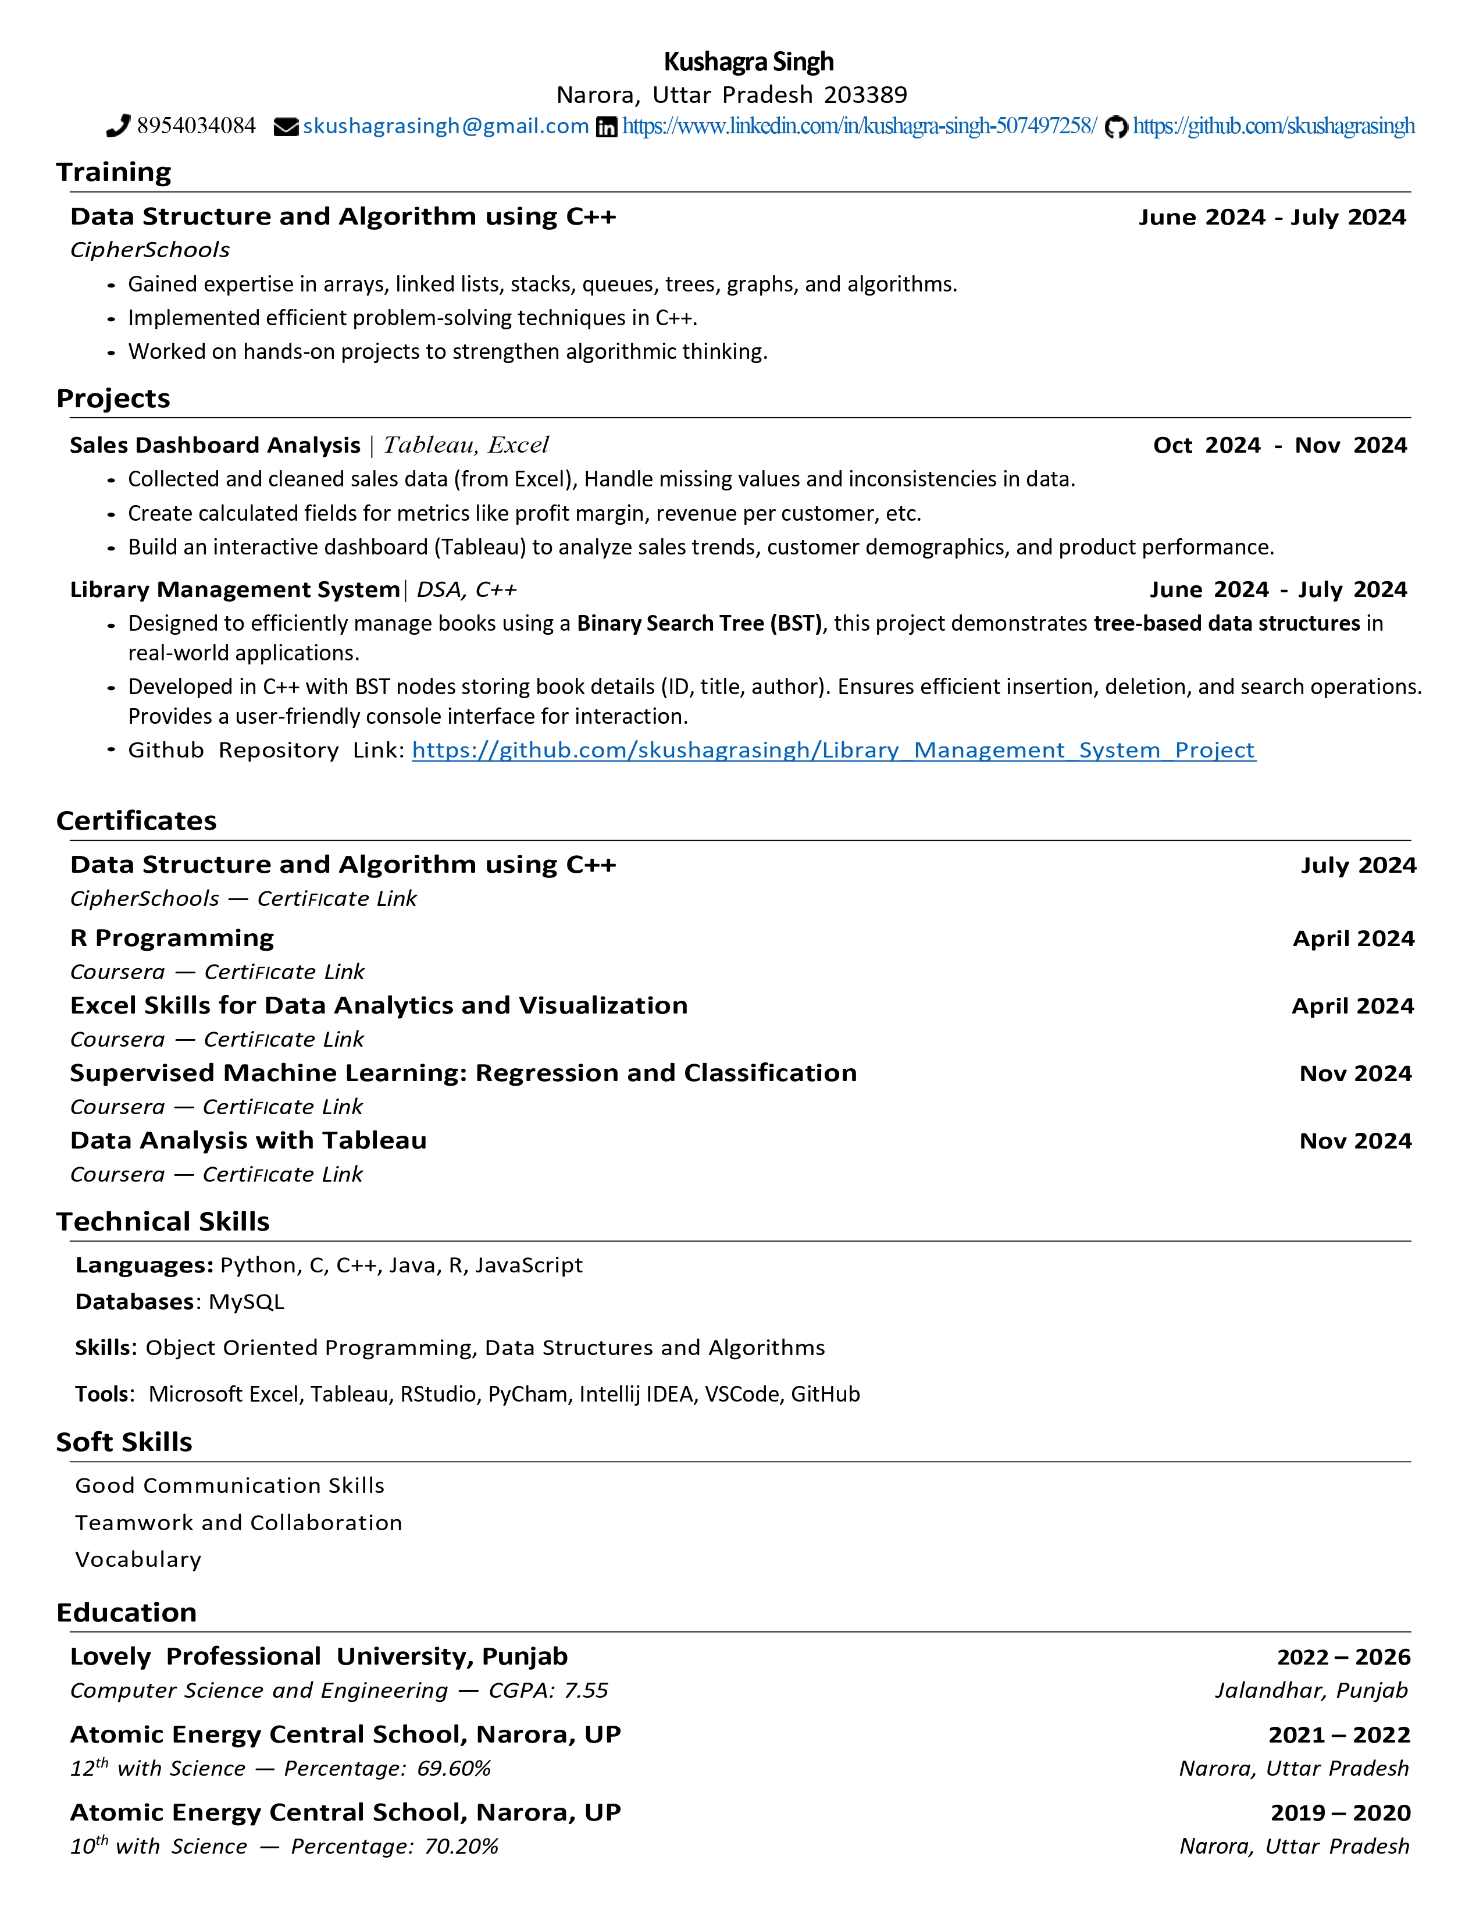 Kushagra Singh
Narora, Uttar Pradesh 203389
8954034084 skushagrasingh@gmail.com https://www.linkedin.com/in/kushagra-singh-507497258/ https://github.com/skushagrasingh
Training
Data Structure and Algorithm using C++ June 2024 - July 2024
CipherSchools
- Gained expertise in arrays, linked lists, stacks, queues, trees, graphs, and algorithms.
- Implemented efficient problem-solving techniques in C++.
- Worked on hands-on projects to strengthen algorithmic thinking.
Projects
Sales Dashboard Analysis | Tableau, Excel Oct 2024 - Nov 2024
- Collected and cleaned sales data (from Excel), Handle missing values and inconsistencies in data.
- Create calculated fields for metrics like profit margin, revenue per customer, etc.
- Build an interactive dashboard (Tableau) to analyze sales trends, customer demographics, and product performance.
Library Management System| DSA, C++ June 2024 - July 2024
- Designed to efficiently manage books using a Binary Search Tree (BST), this project demonstrates tree-based data structures in
real-world applications.
- Developed in C++ with BST nodes storing book details (ID, title, author). Ensures efficient insertion, deletion, and search operations.
Provides a user-friendly console interface for interaction.
- Github Repository Link: https://github.com/skushagrasingh/Library_Management_System_Project
Certificates
Data Structure and Algorithm using C++ July 2024
CipherSchools — CertiFIcate Link
R Programming April 2024
Coursera — CertiFIcate Link
Excel Skills for Data Analytics and Visualization April 2024
Coursera — CertiFIcate Link
Supervised Machine Learning: Regression and Classification Nov 2024
Coursera — CertiFIcate Link
Data Analysis with Tableau Nov 2024
Coursera — CertiFIcate Link
Technical Skills
Languages: Python, C, C++, Java, R, JavaScript
Databases: MySQL
Skills: Object Oriented Programming, Data Structures and Algorithms
Tools: Microsoft Excel, Tableau, RStudio, PyCham, Intellij IDEA, VSCode, GitHub
Soft Skills
Good Communication Skills
Teamwork and Collaboration
Vocabulary
Education
Lovely Professional University, Punjab 2022 – 2026
Computer Science and Engineering — CGPA: 7.55 Jalandhar, Punjab
Atomic Energy Central School, Narora, UP 2021 – 2022
12th with Science — Percentage: 69.60% Narora, Uttar Pradesh
Atomic Energy Central School, Narora, UP 2019 – 2020
10th with Science — Percentage: 70.20% Narora, Uttar Pradesh